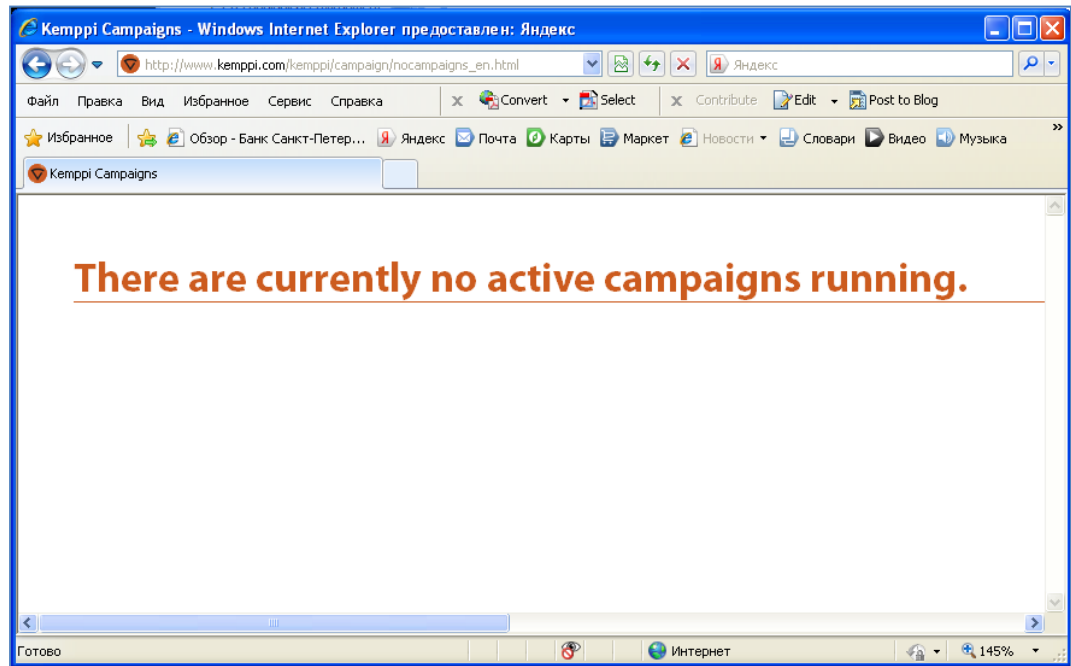 Kemppi Campaigns - Windows Internet Explorer предоставлен: Яндекс
http://www.kemppi.com/kemppi/campaign/nocampaigns_en.html Яндекс
Файл Правка Вид Избранное Сервис Справка x Convert Select x Contribute Edit Post to Blog
Избранное Обзор - Банк Санкт-Петер... Яндекс Почта Карты Маркет Новости Словари Видео Музыка »
Kemppi Campaigns
There are currently no active campaigns running.
Готово Интернет 145%